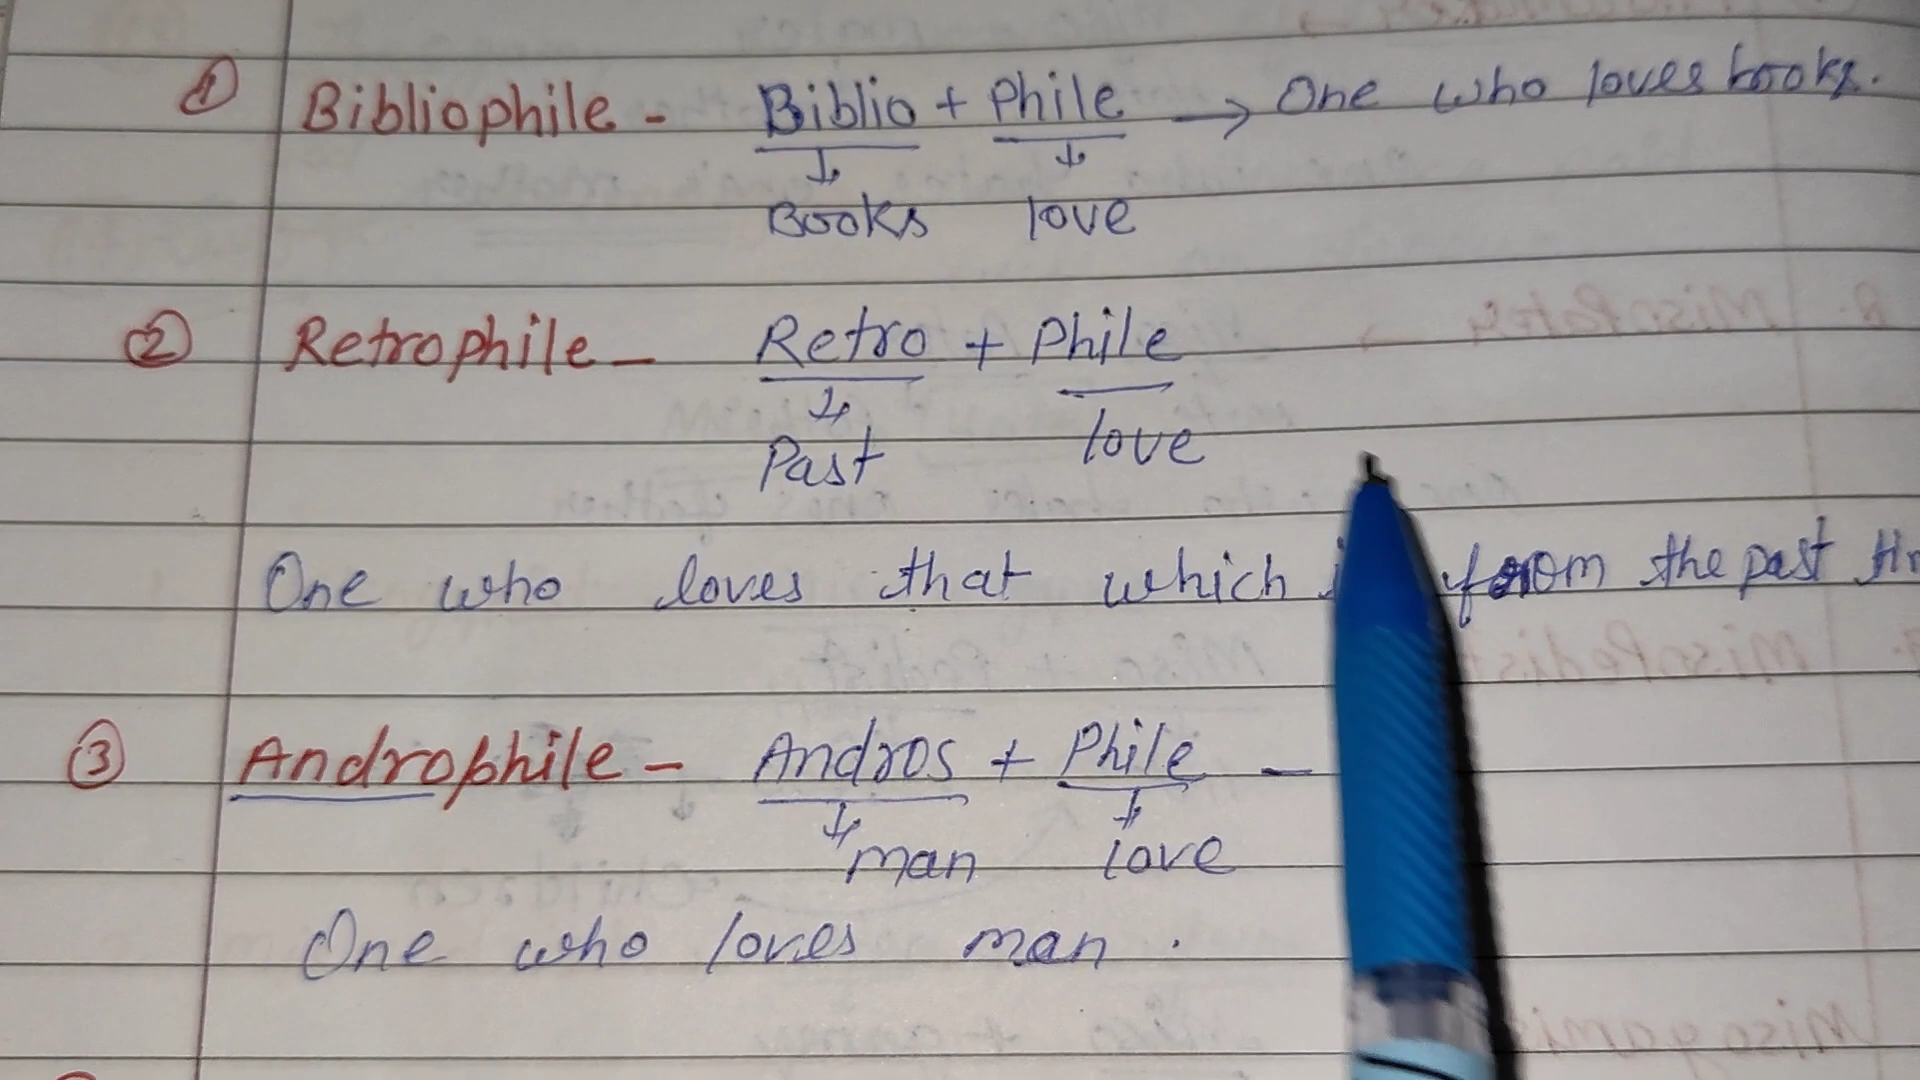 ① Bibliophile - Biblio + Phile → One who loves books.
Books love
② Retrophile - Retro + Phile
Past love
One who loves that which from the past
③ Androphile - Andros + Phile -
man love
One who loves man.